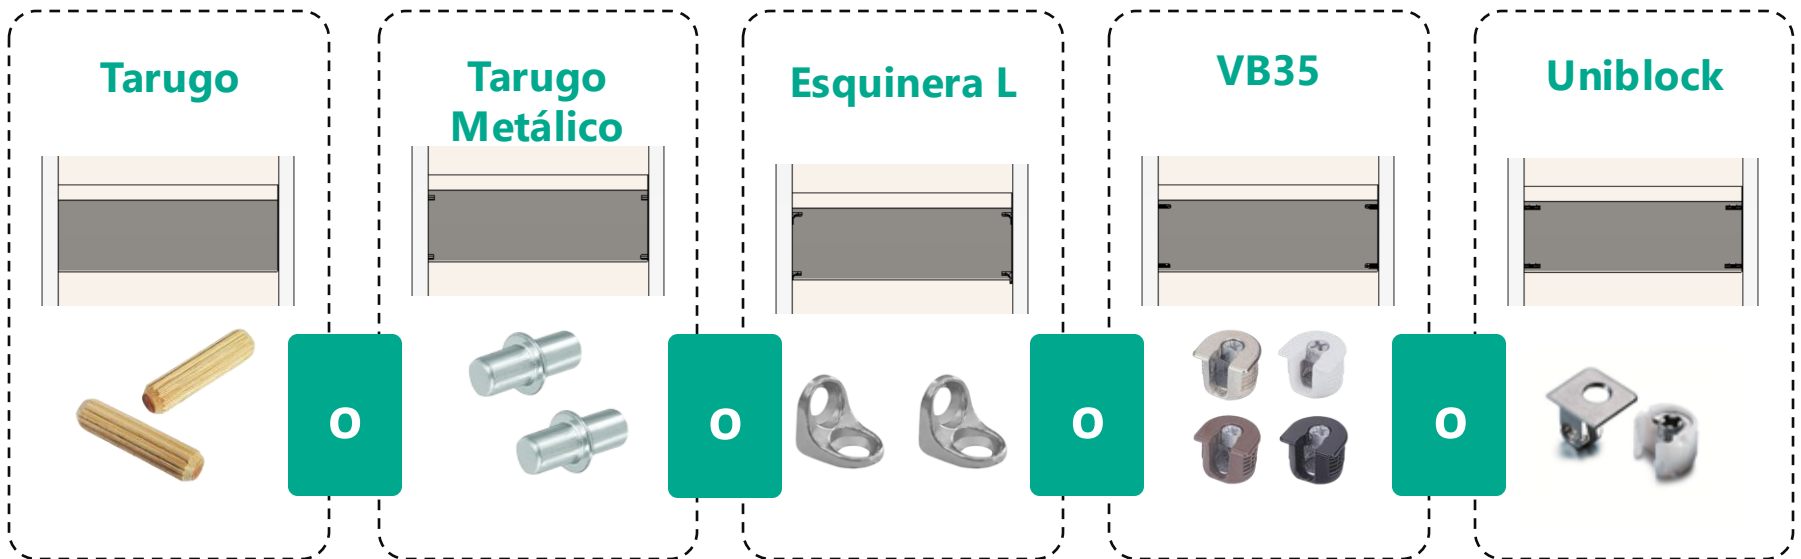 Tarugo
Tarugo
Metálico
Esquinera L
VB35
Uniblock
O
O
O
O